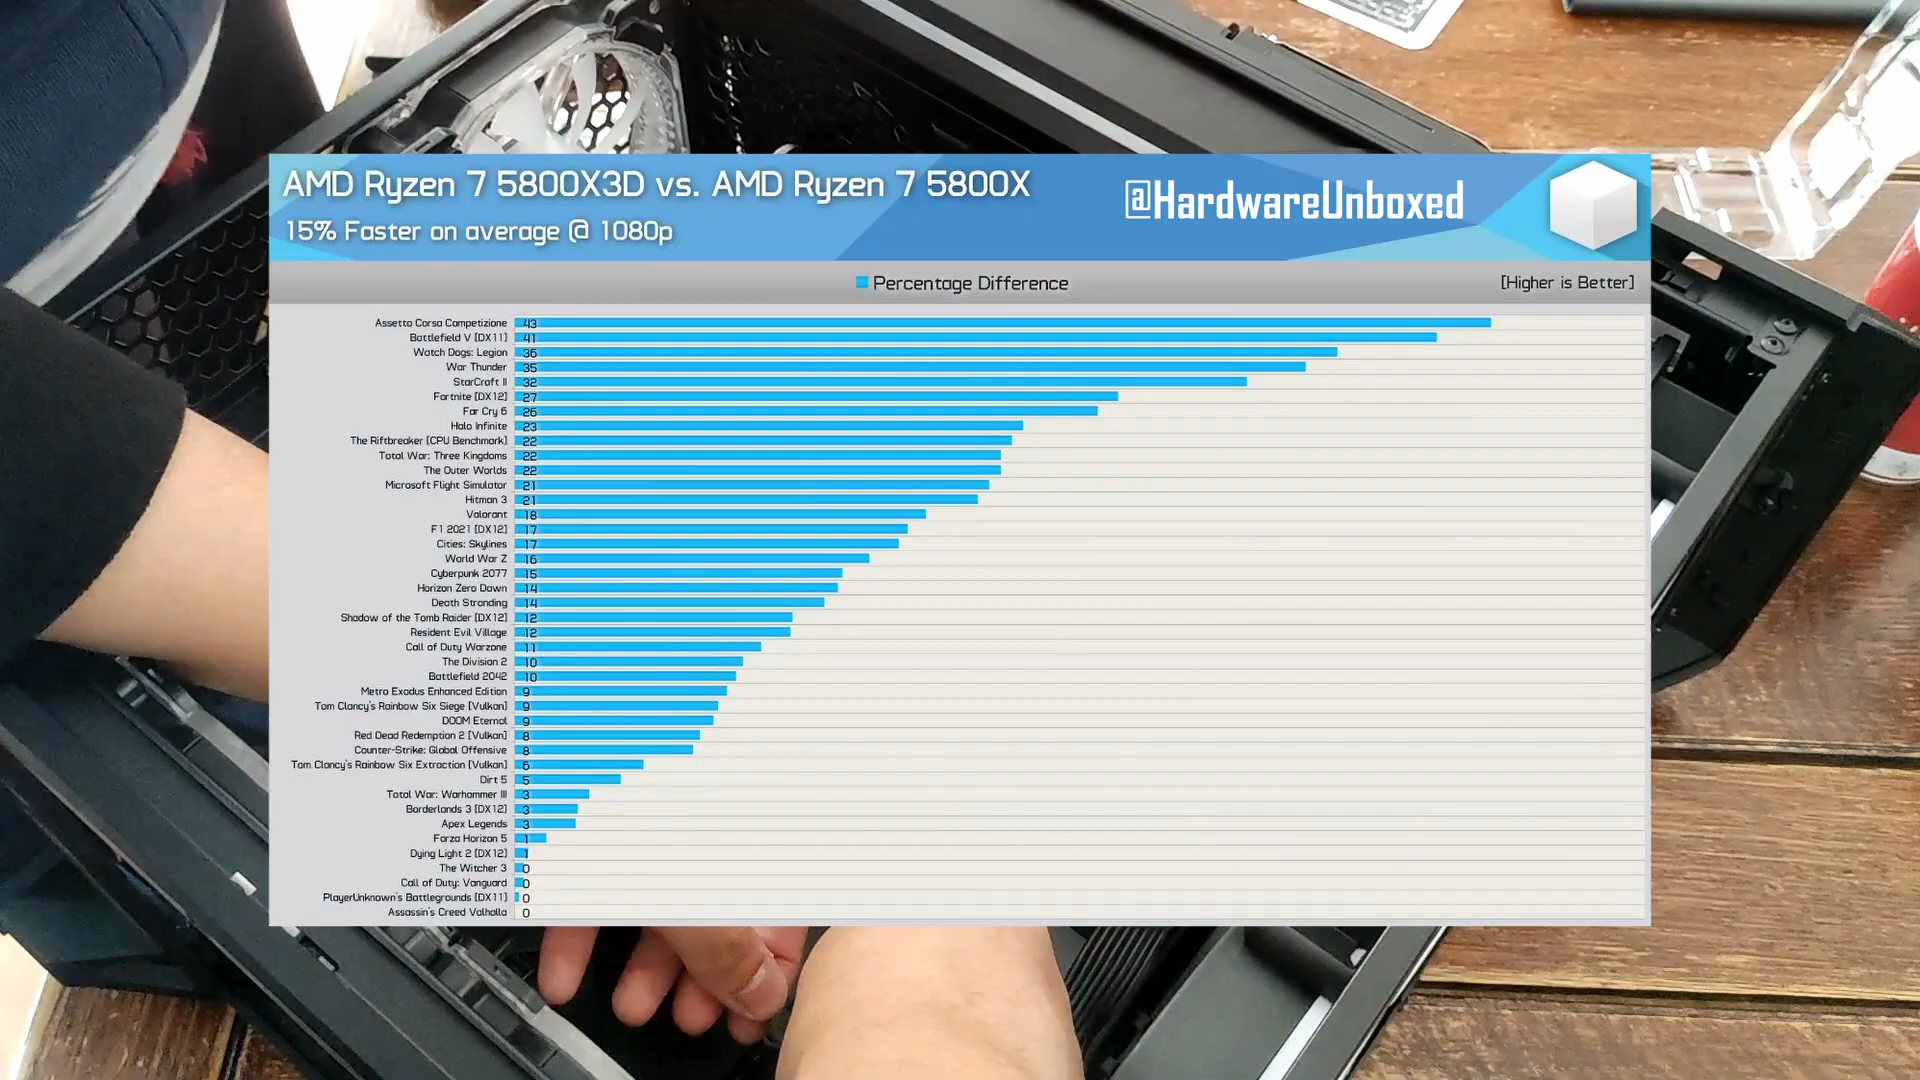 AMD Ryzen 7 5800X3D vs. AMD Ryzen 7 5800X
15% Faster on average @ 1080p
@HardwareUnboxed
Percentage Difference
[Higher is Better]
Assetto Corsa Competizione 43
Battlefield V [DX11] 41
Watch Dogs: Legion 36
War Thunder 35
StarCraft II 32
Fortnite [DX12] 27
Far Cry 6 26
Halo Infinite 23
The Riftbreaker [CPU Benchmark] 22
Total War: Three Kingdoms 22
The Outer Worlds 22
Microsoft Flight Simulator 21
Hitman 3 21
Valorant 18
F1 2021 [DX12] 17
Cities: Skylines 17
World War Z 16
Cyberpunk 2077 15
Horizon Zero Dawn 14
Death Stranding 14
Shadow of the Tomb Raider [DX12] 12
Resident Evil Village 12
Call of Duty Warzone 11
The Division 2 10
Battlefield 2042 10
Metro Exodus Enhanced Edition 9
Tom Clancy's Rainbow Six Siege [Vulkan] 9
DOOM Eternal 9
Red Dead Redemption 2 [Vulkan] 8
Counter-Strike: Global Offensive 8
Tom Clancy's Rainbow Six Extraction [Vulkan] 6
Dirt 5 5
Total War: Warhammer III 3
Borderlands 3 [DX12] 3
Apex Legends 3
Forza Horizon 5 1
Dying Light 2 [DX12] 1
The Witcher 3 0
Call of Duty: Vanguard 0
PlayerUnknown's Battlegrounds [DX11] 0
Assassin's Creed Valhalla 0